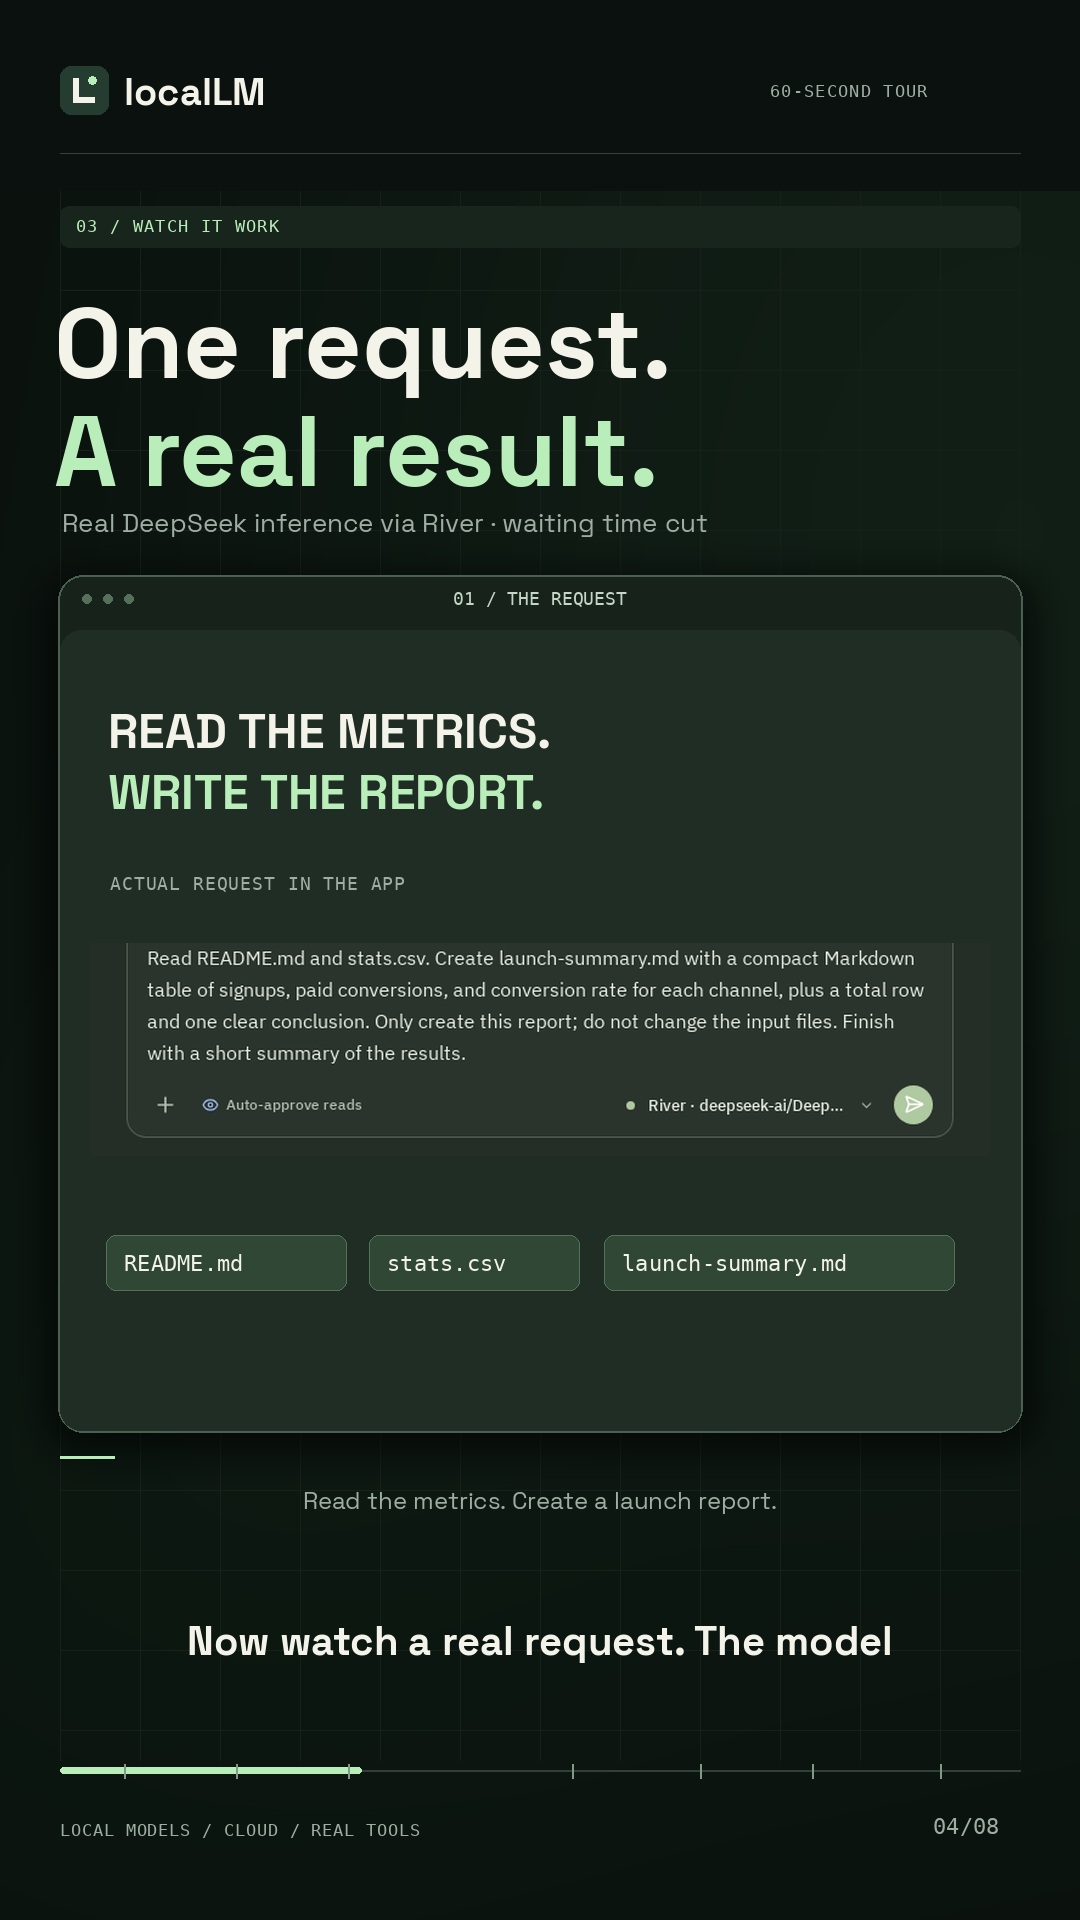 localLM
60-SECOND TOUR
03 / WATCH IT WORK
One request.
A real result.
Real DeepSeek inference via River · waiting time cut
01 / THE REQUEST
READ THE METRICS.
WRITE THE REPORT.
ACTUAL REQUEST IN THE APP
Read README.md and stats.csv. Create launch-summary.md with a compact Markdown
table of signups, paid conversions, and conversion rate for each channel, plus a total row
and one clear conclusion. Only create this report; do not change the input files. Finish
with a short summary of the results.
Auto-approve reads
River · deepseek-ai/Deep...
README.md
stats.csv
launch-summary.md
Read the metrics. Create a launch report.
Now watch a real request. The model
LOCAL MODELS / CLOUD / REAL TOOLS
04/08